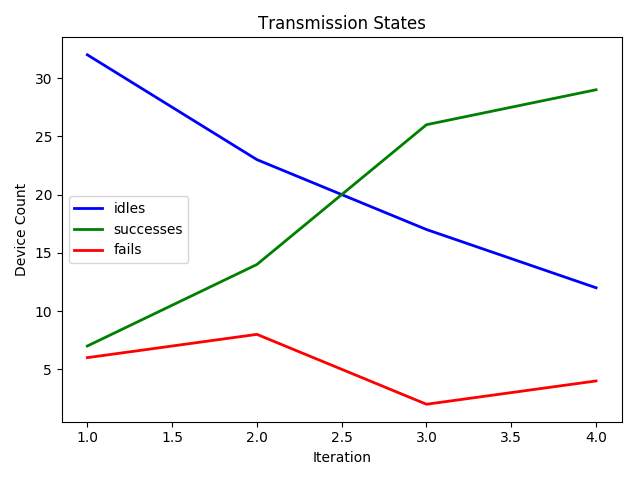 Transmission States
Device Count
30
25
20
15
10
5
idles
successes
fails
1.0 1.5 2.0 2.5 3.0 3.5 4.0
Iteration